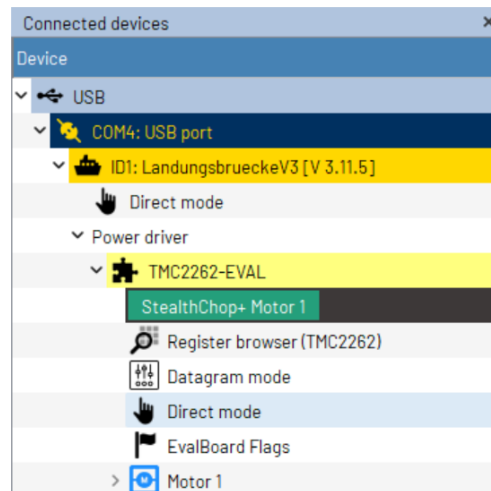 Connected devices
Device
USB
COM4: USB port
ID1: LandungsbrueckeV3 [V 3.11.5]
Direct mode
Power driver
TMC2262-EVAL
StealthChop+ Motor 1
Register browser (TMC2262)
Datagram mode
Direct mode
EvalBoard Flags
Motor 1